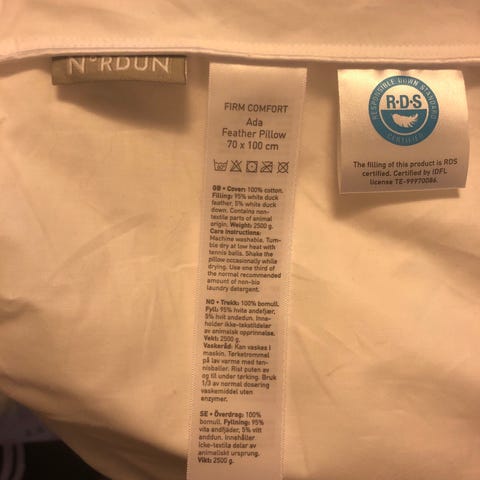 N°RDUN
FIRM COMFORT
Ada
Feather Pillow
70 x 100 cm
GB • Cover: 100% cotton.
Filling: 95% white duck
feather, 5% white duck
down. Contains non-
textile parts of animal
origin. Weight: 2500 g.
Care Instructions:
Machine washable. Tum-
ble dry at low heat with
tennis balls. Shake the
pillow occasionally while
drying. Use one third of
the normal recommended
amount of non-bio
laundry detergent.
NO • Trekk: 100% bomull.
Fyll: 95% hvite andefjær,
5% hvit andedun. Inne-
holder ikke-tekstildeler
av animalsk opprinnelse.
Vekt: 2500 g.
Vaskeråd: Kan vaskes i
maskin. Tørketrommel
på lav varme med ten-
nisballer. Rist puten av
og til under tørking. Bruk
1/3 av normal dosering
vaskemiddel uten
enzymer.
SE • Överdrag: 100%
bomull. Fyllning: 95%
vita andfjäder, 5% vitt
anddun. Innehåller
icke-textila delar av
animaliskt ursprung.
Vikt: 2500 g.
RESPONSIBLE DOWN STANDARD
R·D·S
CERTIFIED
The filling of this product is RDS
certified. Certified by IDFL
license TE-99970086.